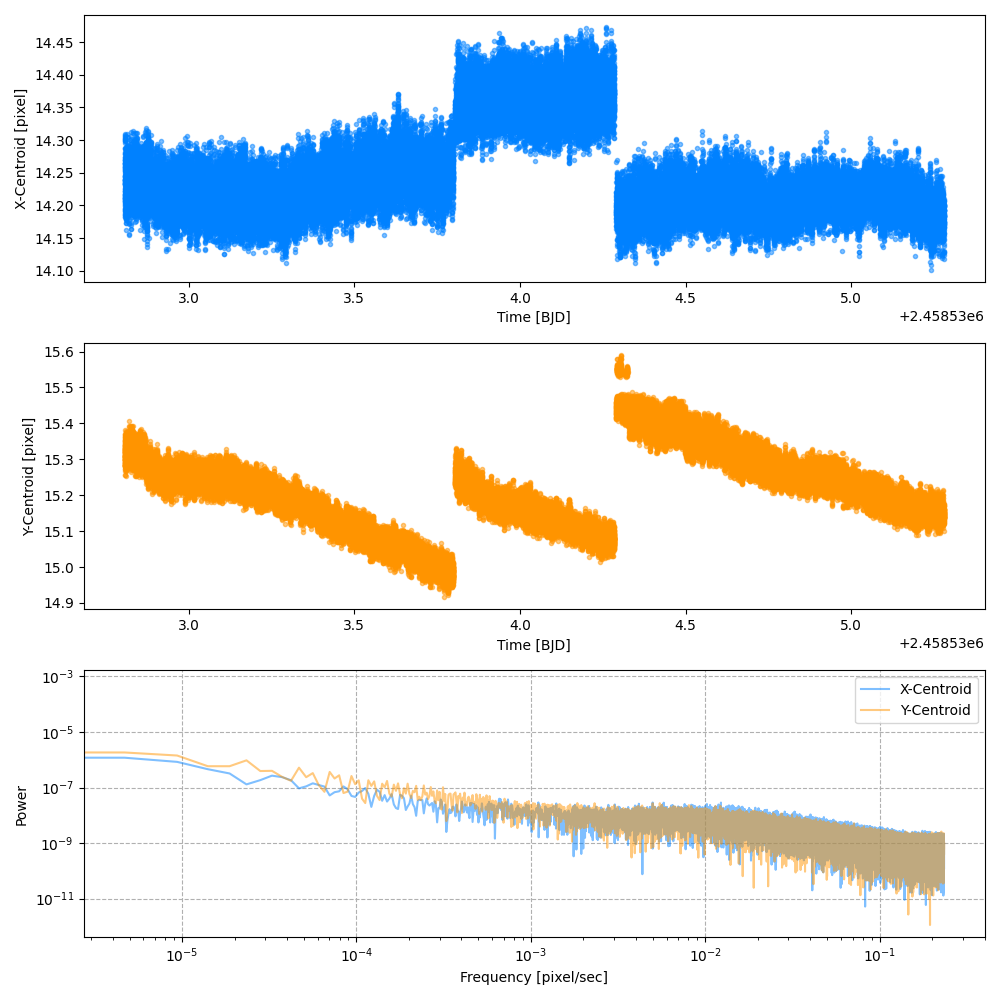 14.45
14.40
14.35
14.30
14.25
14.20
14.15
14.10
X-Centroid [pixel]
3.0 3.5 4.0 4.5 5.0
Time [BJD]
+2.45853e6
15.6
15.5
15.4
15.3
15.2
15.1
15.0
14.9
Y-Centroid [pixel]
3.0 3.5 4.0 4.5 5.0
Time [BJD]
+2.45853e6
X-Centroid
Y-Centroid
10⁻³
10⁻⁵
10⁻⁷
10⁻⁹
10⁻¹¹
Power
10⁻⁵ 10⁻⁴ 10⁻³ 10⁻² 10⁻¹
Frequency [pixel/sec]